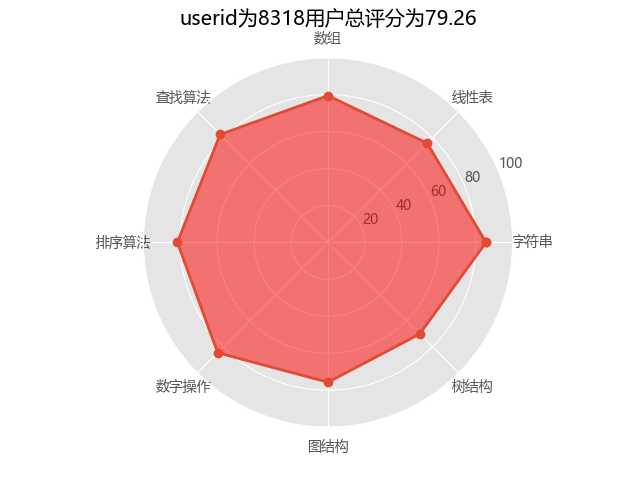 userid为8318用户总评分为79.26
数组
查找算法
线性表
100
80
60
40
20
排序算法
字符串
数字操作
树结构
图结构